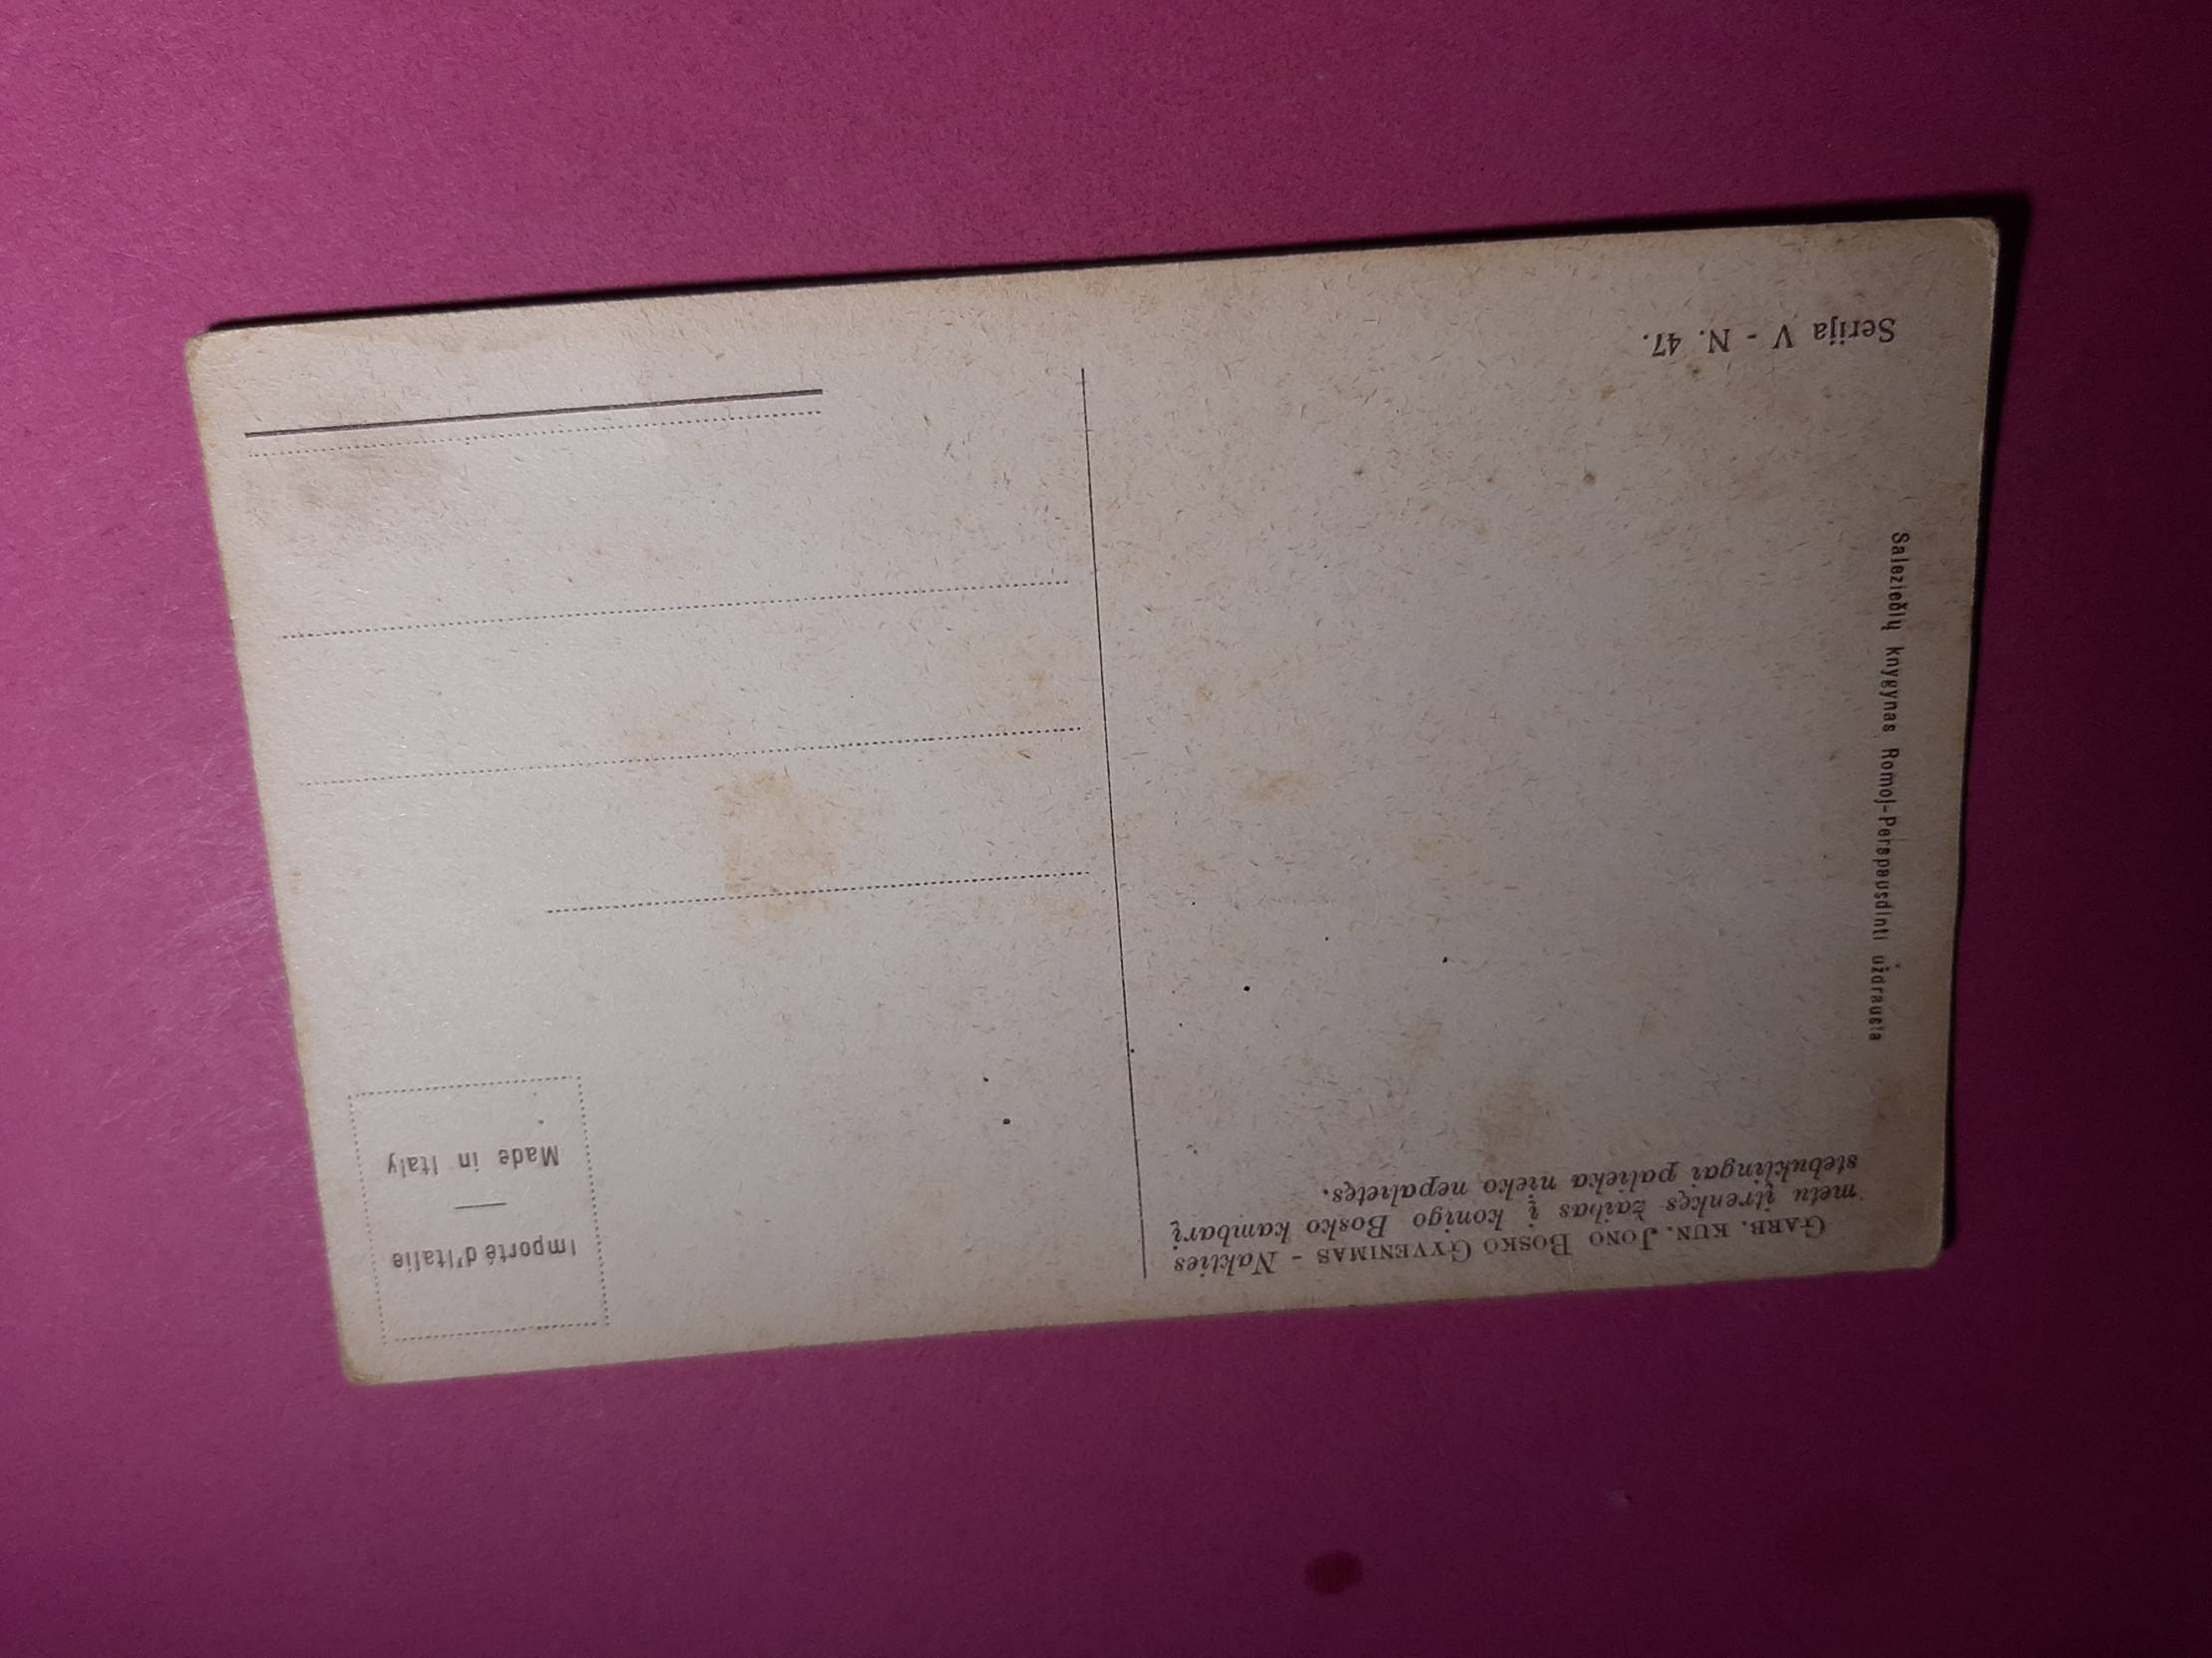 GARB. KUN. JONO BOSKO GYVENIMAS - Nakties
metu įtrenkęs žaibas į konigo Bosko kambarį
stebuklingai palieka nieko nepalietęs.
Importé d'Italie
Made in Italy
Saleziečių knygynas Romoj-Perspausdinti uždrausta
Serija V - N. 47.